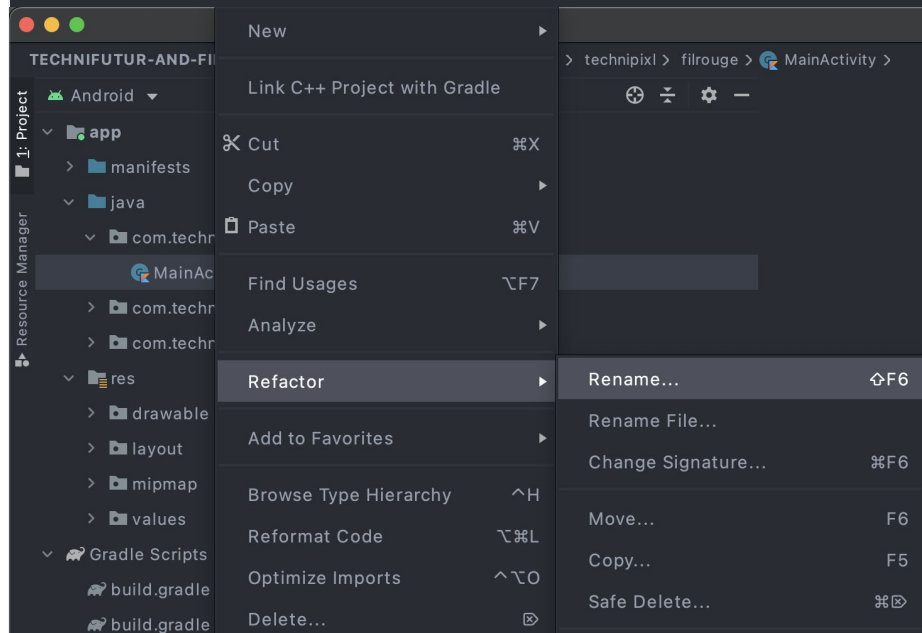 TECHNIFUTUR-AND-FI
technipixl > filrouge > MainActivity >
Android
1: Project
Resource Manager
app
manifests
java
com.techn
MainAc
com.techn
com.techn
res
drawable
layout
mipmap
values
Gradle Scripts
build.gradle
build.gradle
New
Link C++ Project with Gradle
Cut ⌘X
Copy
Paste ⌘V
Find Usages ⌥F7
Analyze
Refactor
Add to Favorites
Browse Type Hierarchy ^H
Reformat Code ⌥⌘L
Optimize Imports ^⌥O
Delete... ⌦
Rename... ⇧F6
Rename File...
Change Signature... ⌘F6
Move... F6
Copy... F5
Safe Delete... ⌘⌦